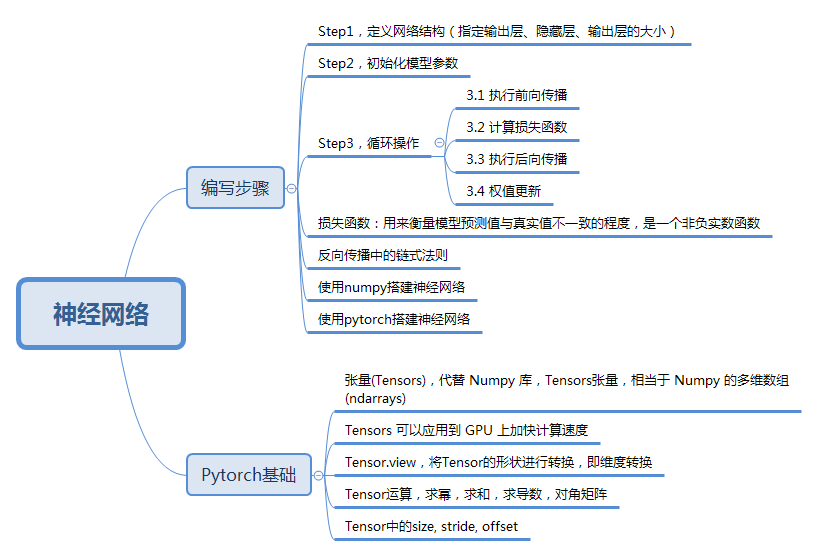 神经网络
编写步骤
Step1，定义网络结构（指定输出层、隐藏层、输出层的大小）
Step2，初始化模型参数
Step3，循环操作
3.1 执行前向传播
3.2 计算损失函数
3.3 执行后向传播
3.4 权值更新
损失函数：用来衡量模型预测值与真实值不一致的程度，是一个非负实数函数
反向传播中的链式法则
使用numpy搭建神经网络
使用pytorch搭建神经网络
Pytorch基础
张量(Tensors)，代替 Numpy 库，Tensors张量，相当于 Numpy 的多维数组
(ndarrays)
Tensors 可以应用到 GPU 上加快计算速度
Tensor.view，将Tensor的形状进行转换，即维度转换
Tensor运算，求幂，求和，求导数，对角矩阵
Tensor中的size, stride, offset